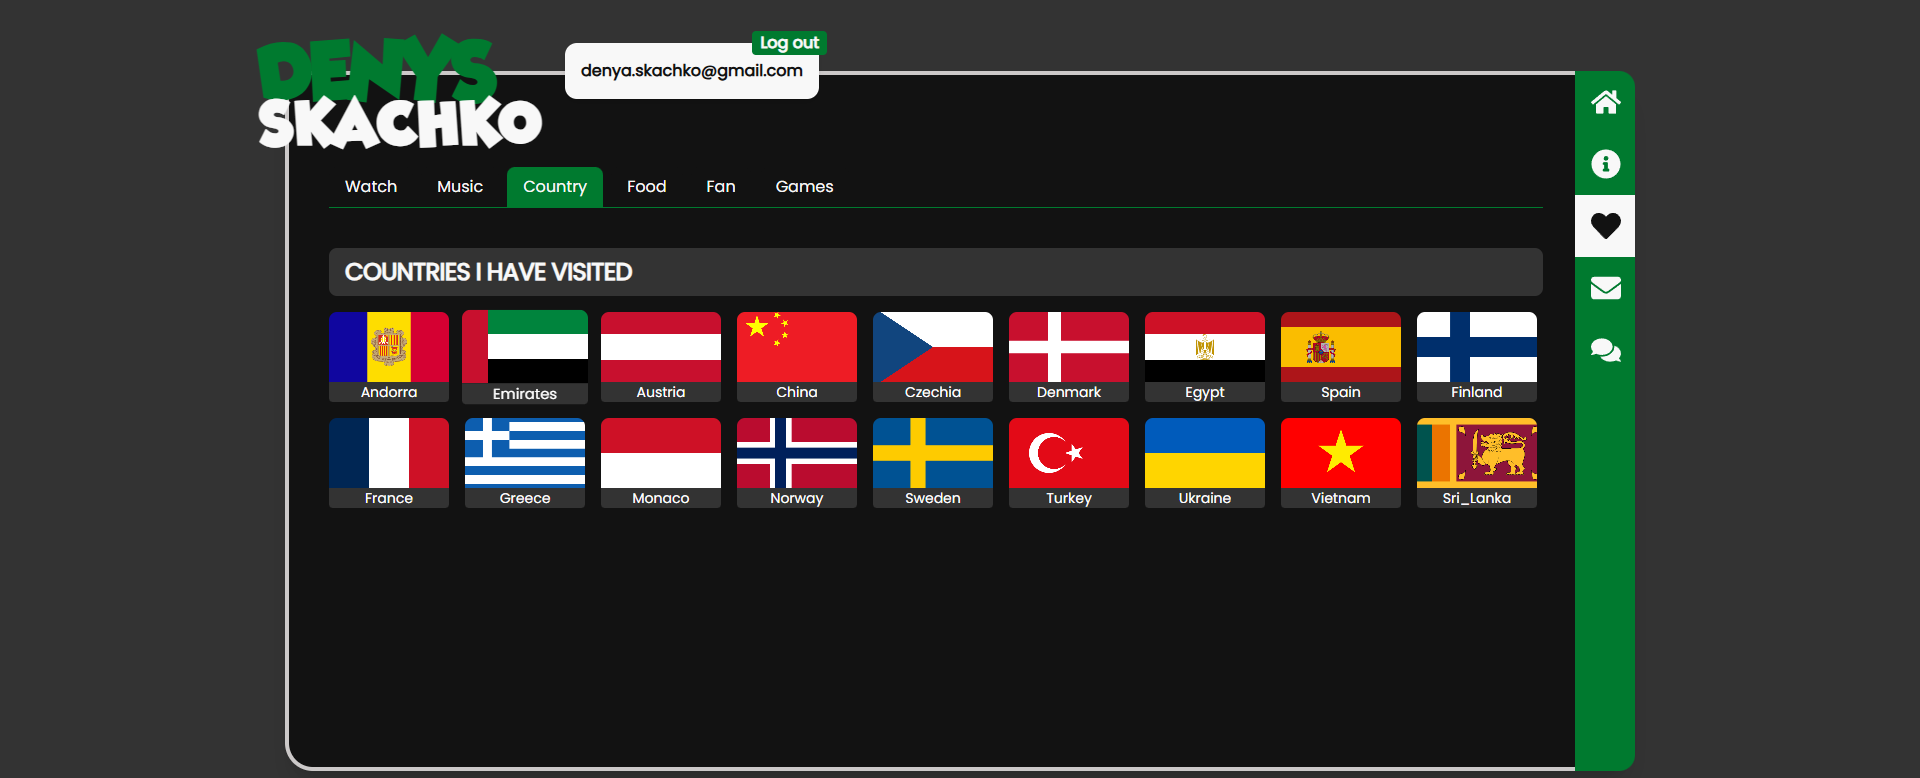 DENYS
SKACHKO
Log out
denya.skachko@gmail.com
Watch Music Country Food Fan Games
COUNTRIES I HAVE VISITED
Andorra Emirates Austria China Czechia Denmark Egypt Spain Finland
France Greece Monaco Norway Sweden Turkey Ukraine Vietnam Sri_Lanka